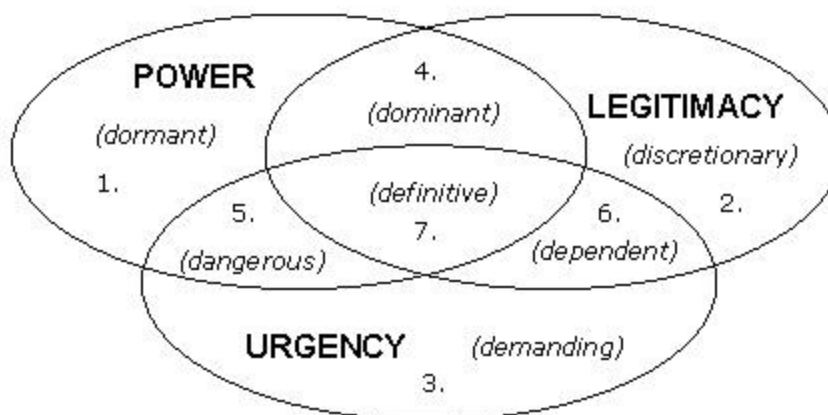 4.
POWER
LEGITIMACY
(dominant)
(dormant)
(discretionary)
1.
(definitive)
2.
5.
7.
6.
(dangerous)
(dependent)
URGENCY (demanding)
3.